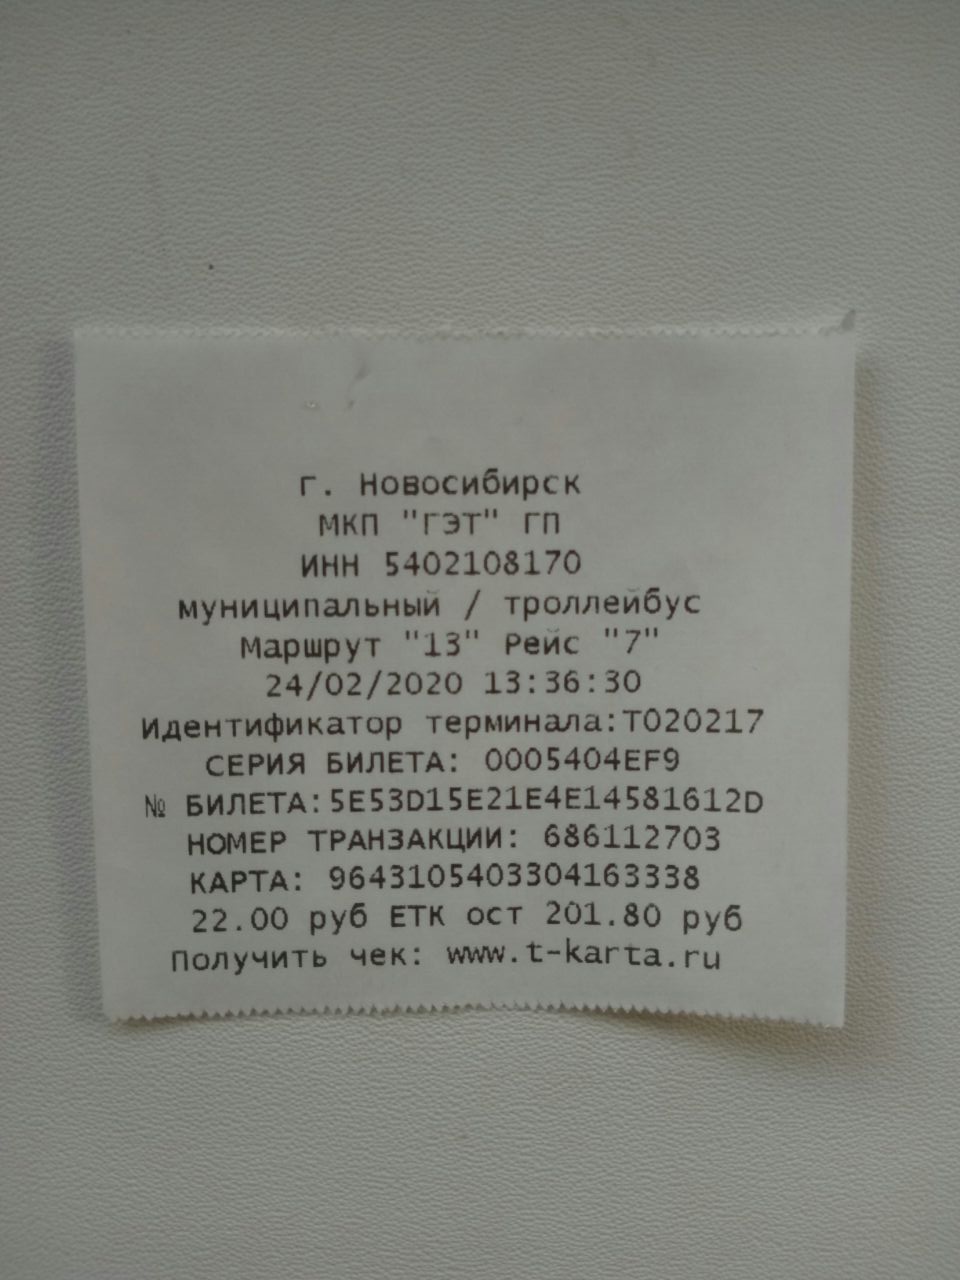 г. Новосибирск
МКП "ГЭТ" ГП
ИНН 5402108170
муниципальный / троллейбус
Маршрут "13" Рейс "7"
24/02/2020 13:36:30
Идентификатор терминала:T020217
СЕРИЯ БИЛЕТА: 0005404EF9
№ БИЛЕТА:5E53D15E21E4E14581612D
НОМЕР ТРАНЗАКЦИИ: 686112703
КАРТА: 9643105403304163338
22.00 руб ЕТК ост 201.80 руб
Получить чек: www.t-karta.ru